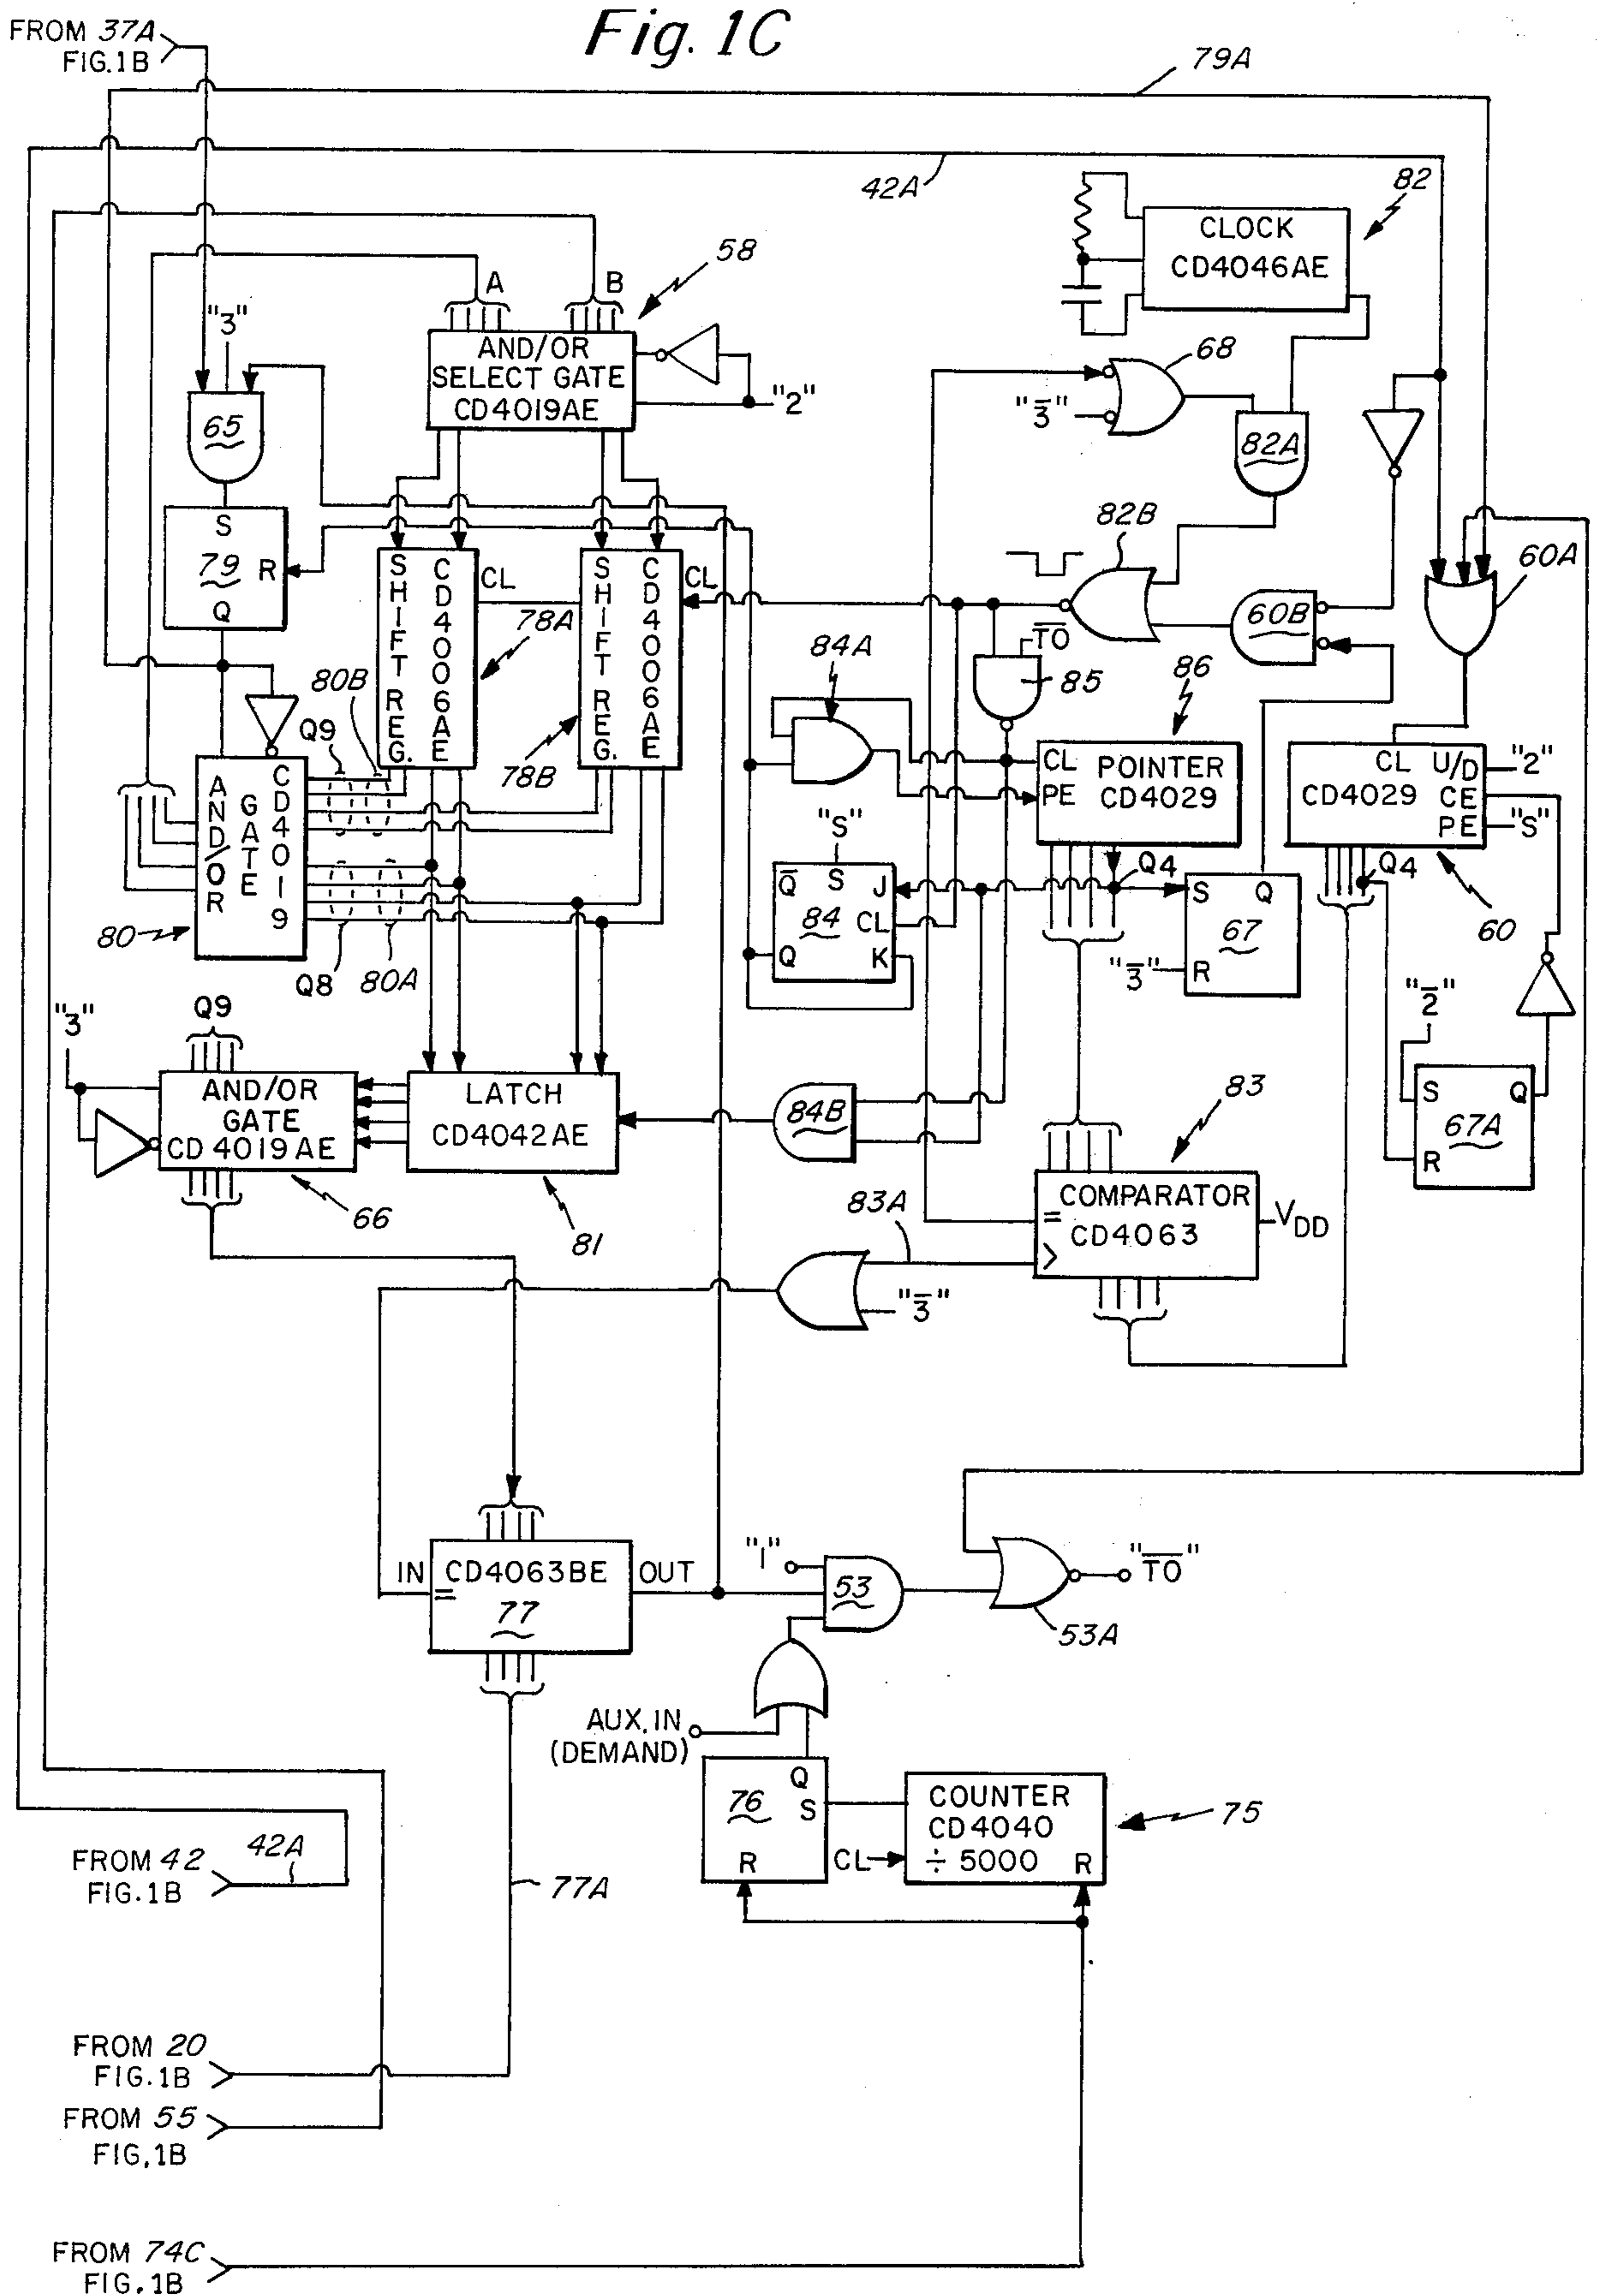 Fig. 1C
FROM 37A
FIG.1B
79A
42A
82
CLOCK
CD4046AE
58
A
B
"3"
AND/OR
SELECT GATE
CD4019AE
"2"
68
"3̅"
65
82A
82B
S
79
R
Q
SHIFT REG.
CD4006AE
CL
78A
SHIFT REG.
CD4006AE
CL
78B
T̅O̅
60B
60A
84A
85
86
80B
Q9
CL
POINTER
PE
CD4029
CL
U/D
"2"
CD4029
CE
PE
"S"
AND/OR
GATE
CD4019
80
Q8
80A
"S"
Q̅
S
J
84
CL
Q
K
Q4
S
Q
67
"3̅"
R
Q4
60
"3"
Q9
"2̅"
AND/OR
GATE
CD 4019AE
66
LATCH
CD4042AE
81
84B
83
S
Q
67A
R
COMPARATOR
=
CD4063
>
VDD
83A
"3̅"
IN
CD4063BE
OUT
=
77
"1"
53
"T̅O̅"
53A
AUX. IN
(DEMAND)
Q
76
S
R
COUNTER
CD4040
÷ 5000
R
CL
75
FROM 42
FIG.1B
42A
77A
FROM 20
FIG.1B
FROM 55
FIG.1B
FROM 74C
FIG.1B